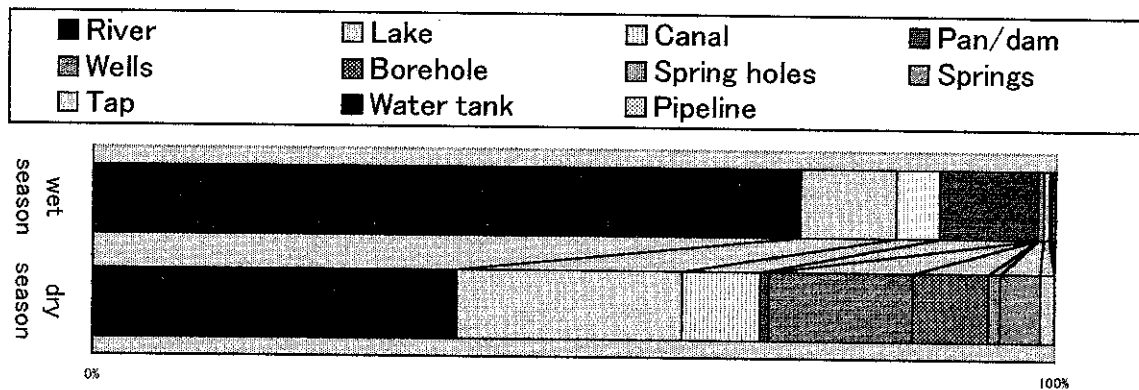 River Lake Canal Pan/dam
Wells Borehole Spring holes Springs
Tap Water tank Pipeline
wet season
dry season
0% 100%